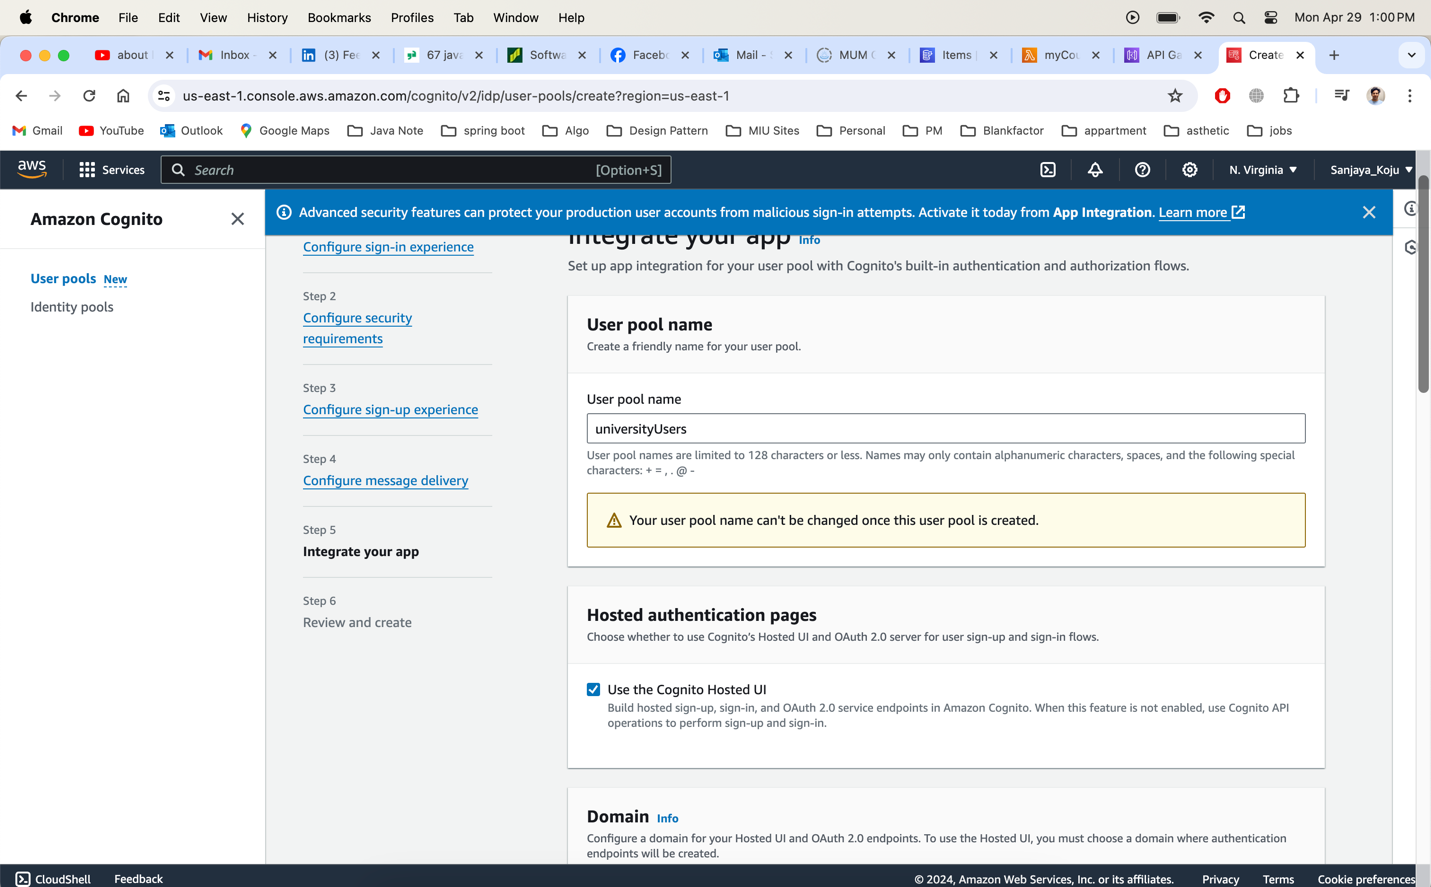 Chrome File Edit View History Bookmarks Profiles Tab Window Help
Mon Apr 29 1:00 PM
about
Inbox -
(3) Fee
67 java
Softwa
Facebo
Mail -
MUM
Items
myCou
API Ga
Create
us-east-1.console.aws.amazon.com/cognito/v2/idp/user-pools/create?region=us-east-1
Gmail YouTube Outlook Google Maps Java Note spring boot Algo Design Pattern MIU Sites Personal PM Blankfactor appartment asthetic jobs
aws Services Search [Option+S] N. Virginia Sanjaya_Koju
Amazon Cognito
User pools New
Identity pools
Advanced security features can protect your production user accounts from malicious sign-in attempts. Activate it today from App Integration. Learn more
Configure sign-in experience
Step 2
Configure security
requirements
Step 3
Configure sign-up experience
Step 4
Configure message delivery
Step 5
Integrate your app
Step 6
Review and create
Integrate your app Info
Set up app integration for your user pool with Cognito's built-in authentication and authorization flows.
User pool name
Create a friendly name for your user pool.
User pool name
universityUsers
User pool names are limited to 128 characters or less. Names may only contain alphanumeric characters, spaces, and the following special
characters: + = , . @ -
Your user pool name can't be changed once this user pool is created.
Hosted authentication pages
Choose whether to use Cognito's Hosted UI and OAuth 2.0 server for user sign-up and sign-in flows.
Use the Cognito Hosted UI
Build hosted sign-up, sign-in, and OAuth 2.0 service endpoints in Amazon Cognito. When this feature is not enabled, use Cognito API
operations to perform sign-up and sign-in.
Domain Info
Configure a domain for your Hosted UI and OAuth 2.0 endpoints. To use the Hosted UI, you must choose a domain where authentication
endpoints will be created.
CloudShell Feedback © 2024, Amazon Web Services, Inc. or its affiliates. Privacy Terms Cookie preferences